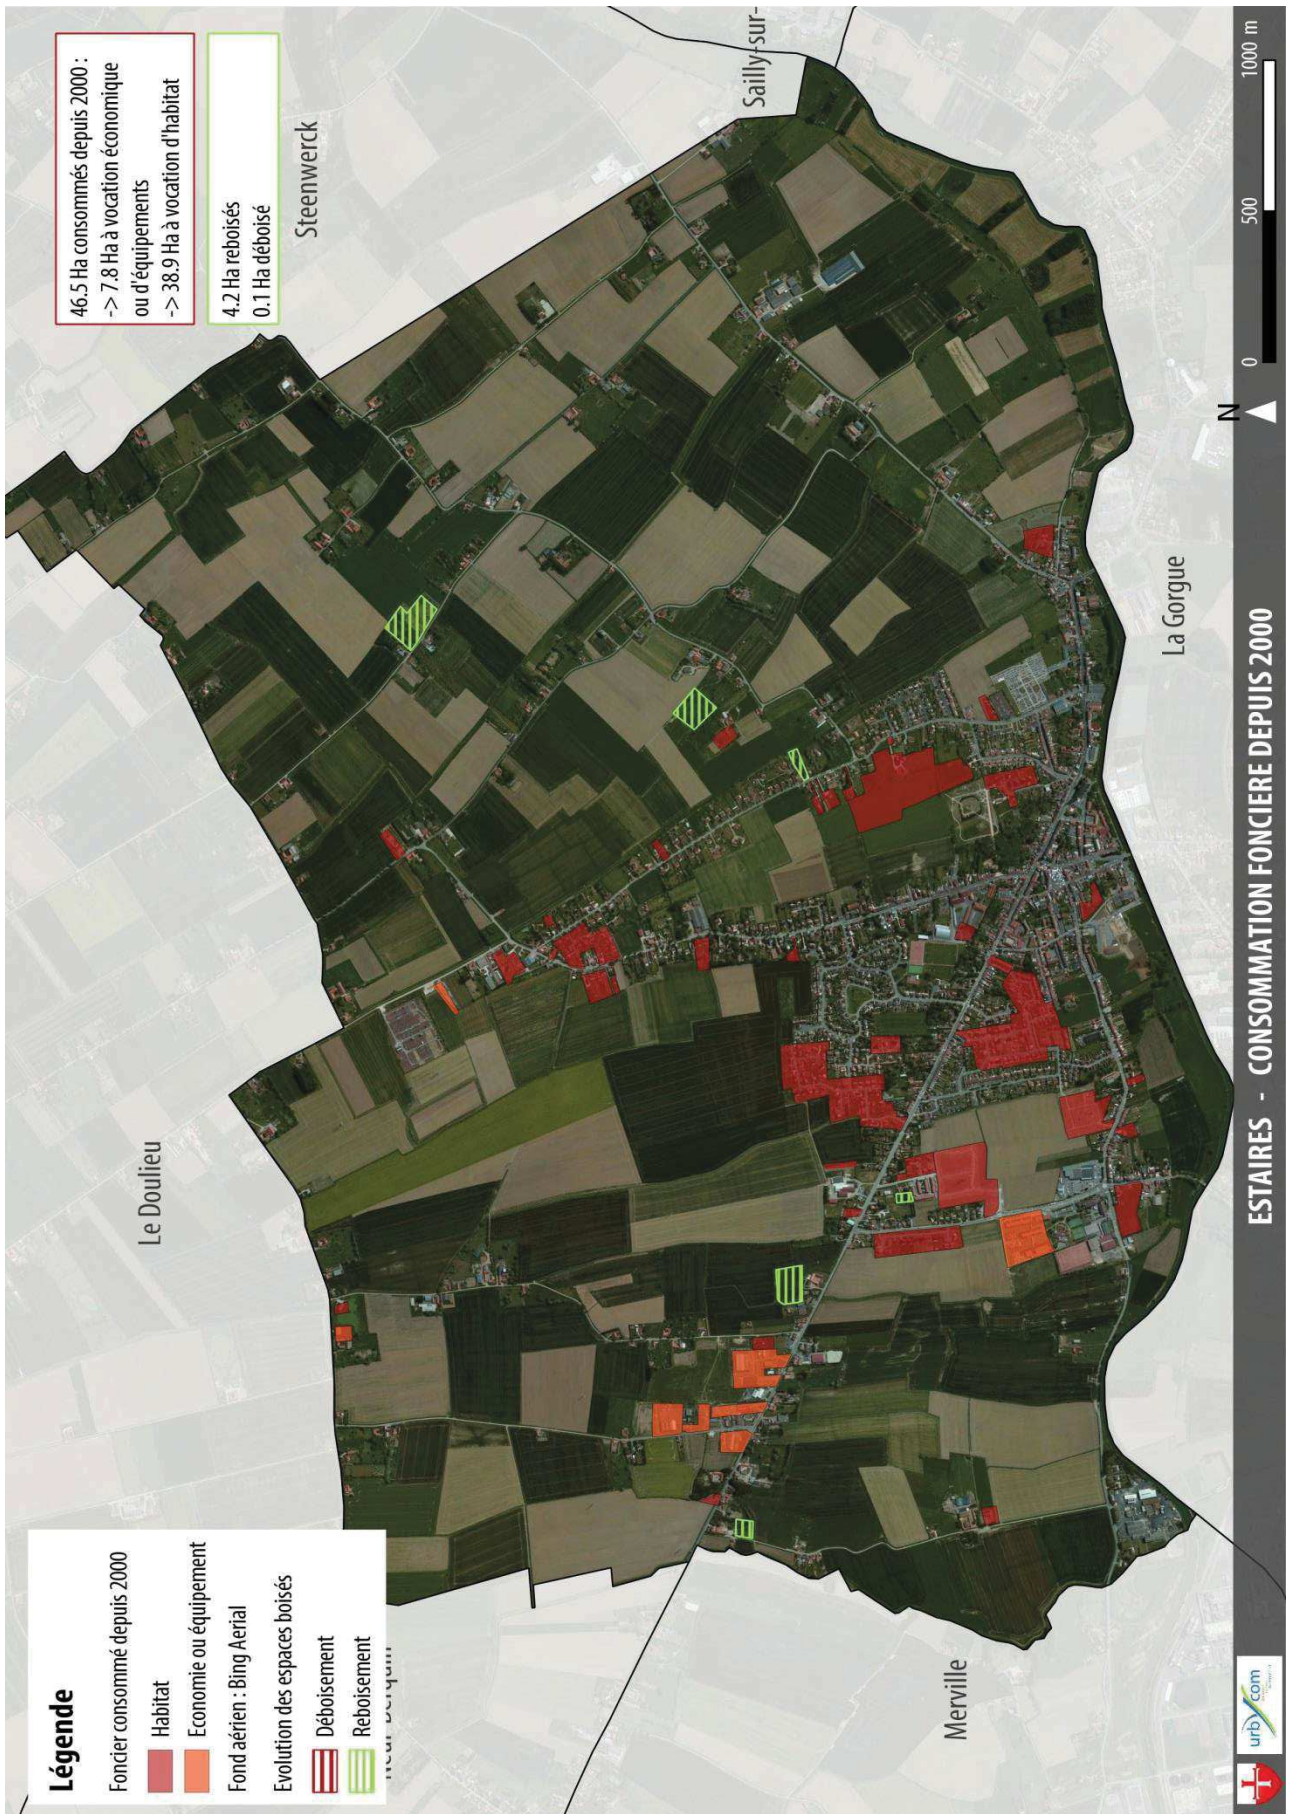 Légende
Foncier consommé depuis 2000
Habitat
Economie ou équipement
Fond aérien : Bing Aerial
Evolution des espaces boisés
Déboisement
Reboisement
46.5 Ha consommés depuis 2000 :
-> 7.8 Ha à vocation économique
ou d'équipements
-> 38.9 Ha à vocation d'habitat
4.2 Ha reboisés
0.1 Ha déboisé
Steenwerck
Le Doulieu
Sailly-sur-
La Gorgue
Merville
urbycom
ESTAIRES - CONSOMMATION FONCIERE DEPUIS 2000
N
0 500 1000 m